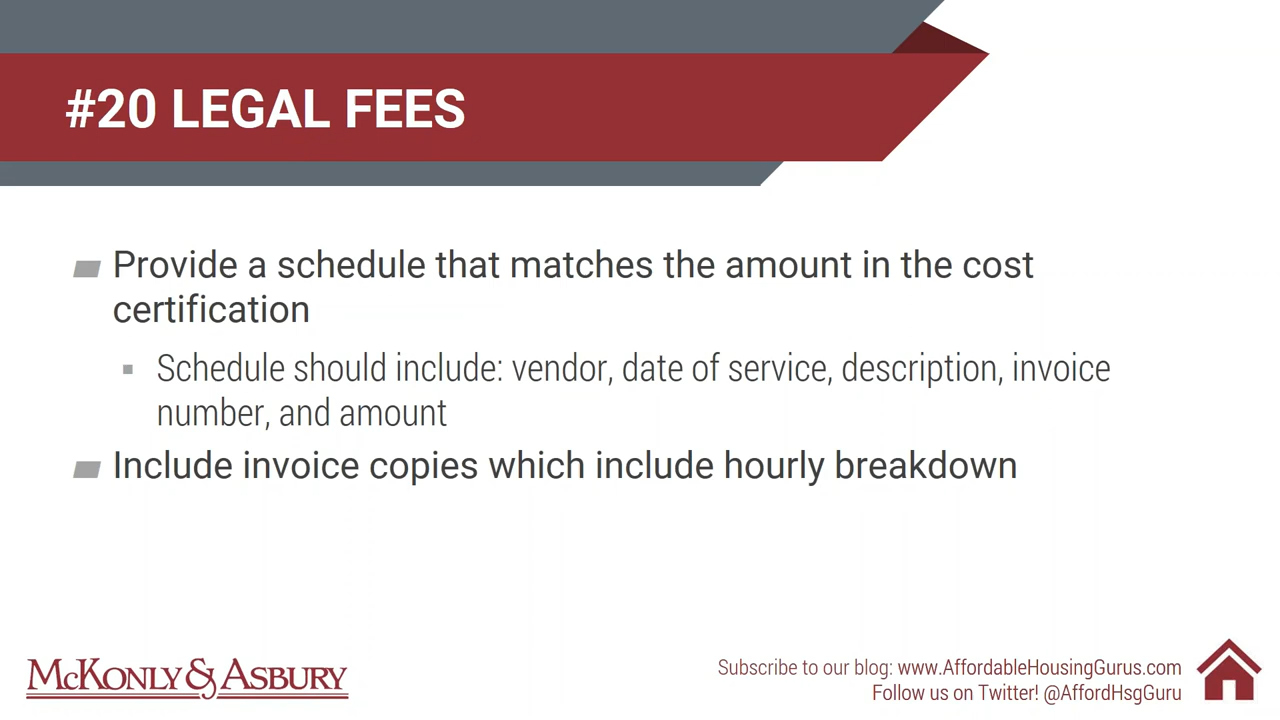 #20 LEGAL FEES
Provide a schedule that matches the amount in the cost
certification
Schedule should include: vendor, date of service, description, invoice
number, and amount
Include invoice copies which include hourly breakdown
McKonly & Asbury
Subscribe to our blog: www.AffordableHousingGurus.com
Follow us on Twitter! @AffordHsgGuru